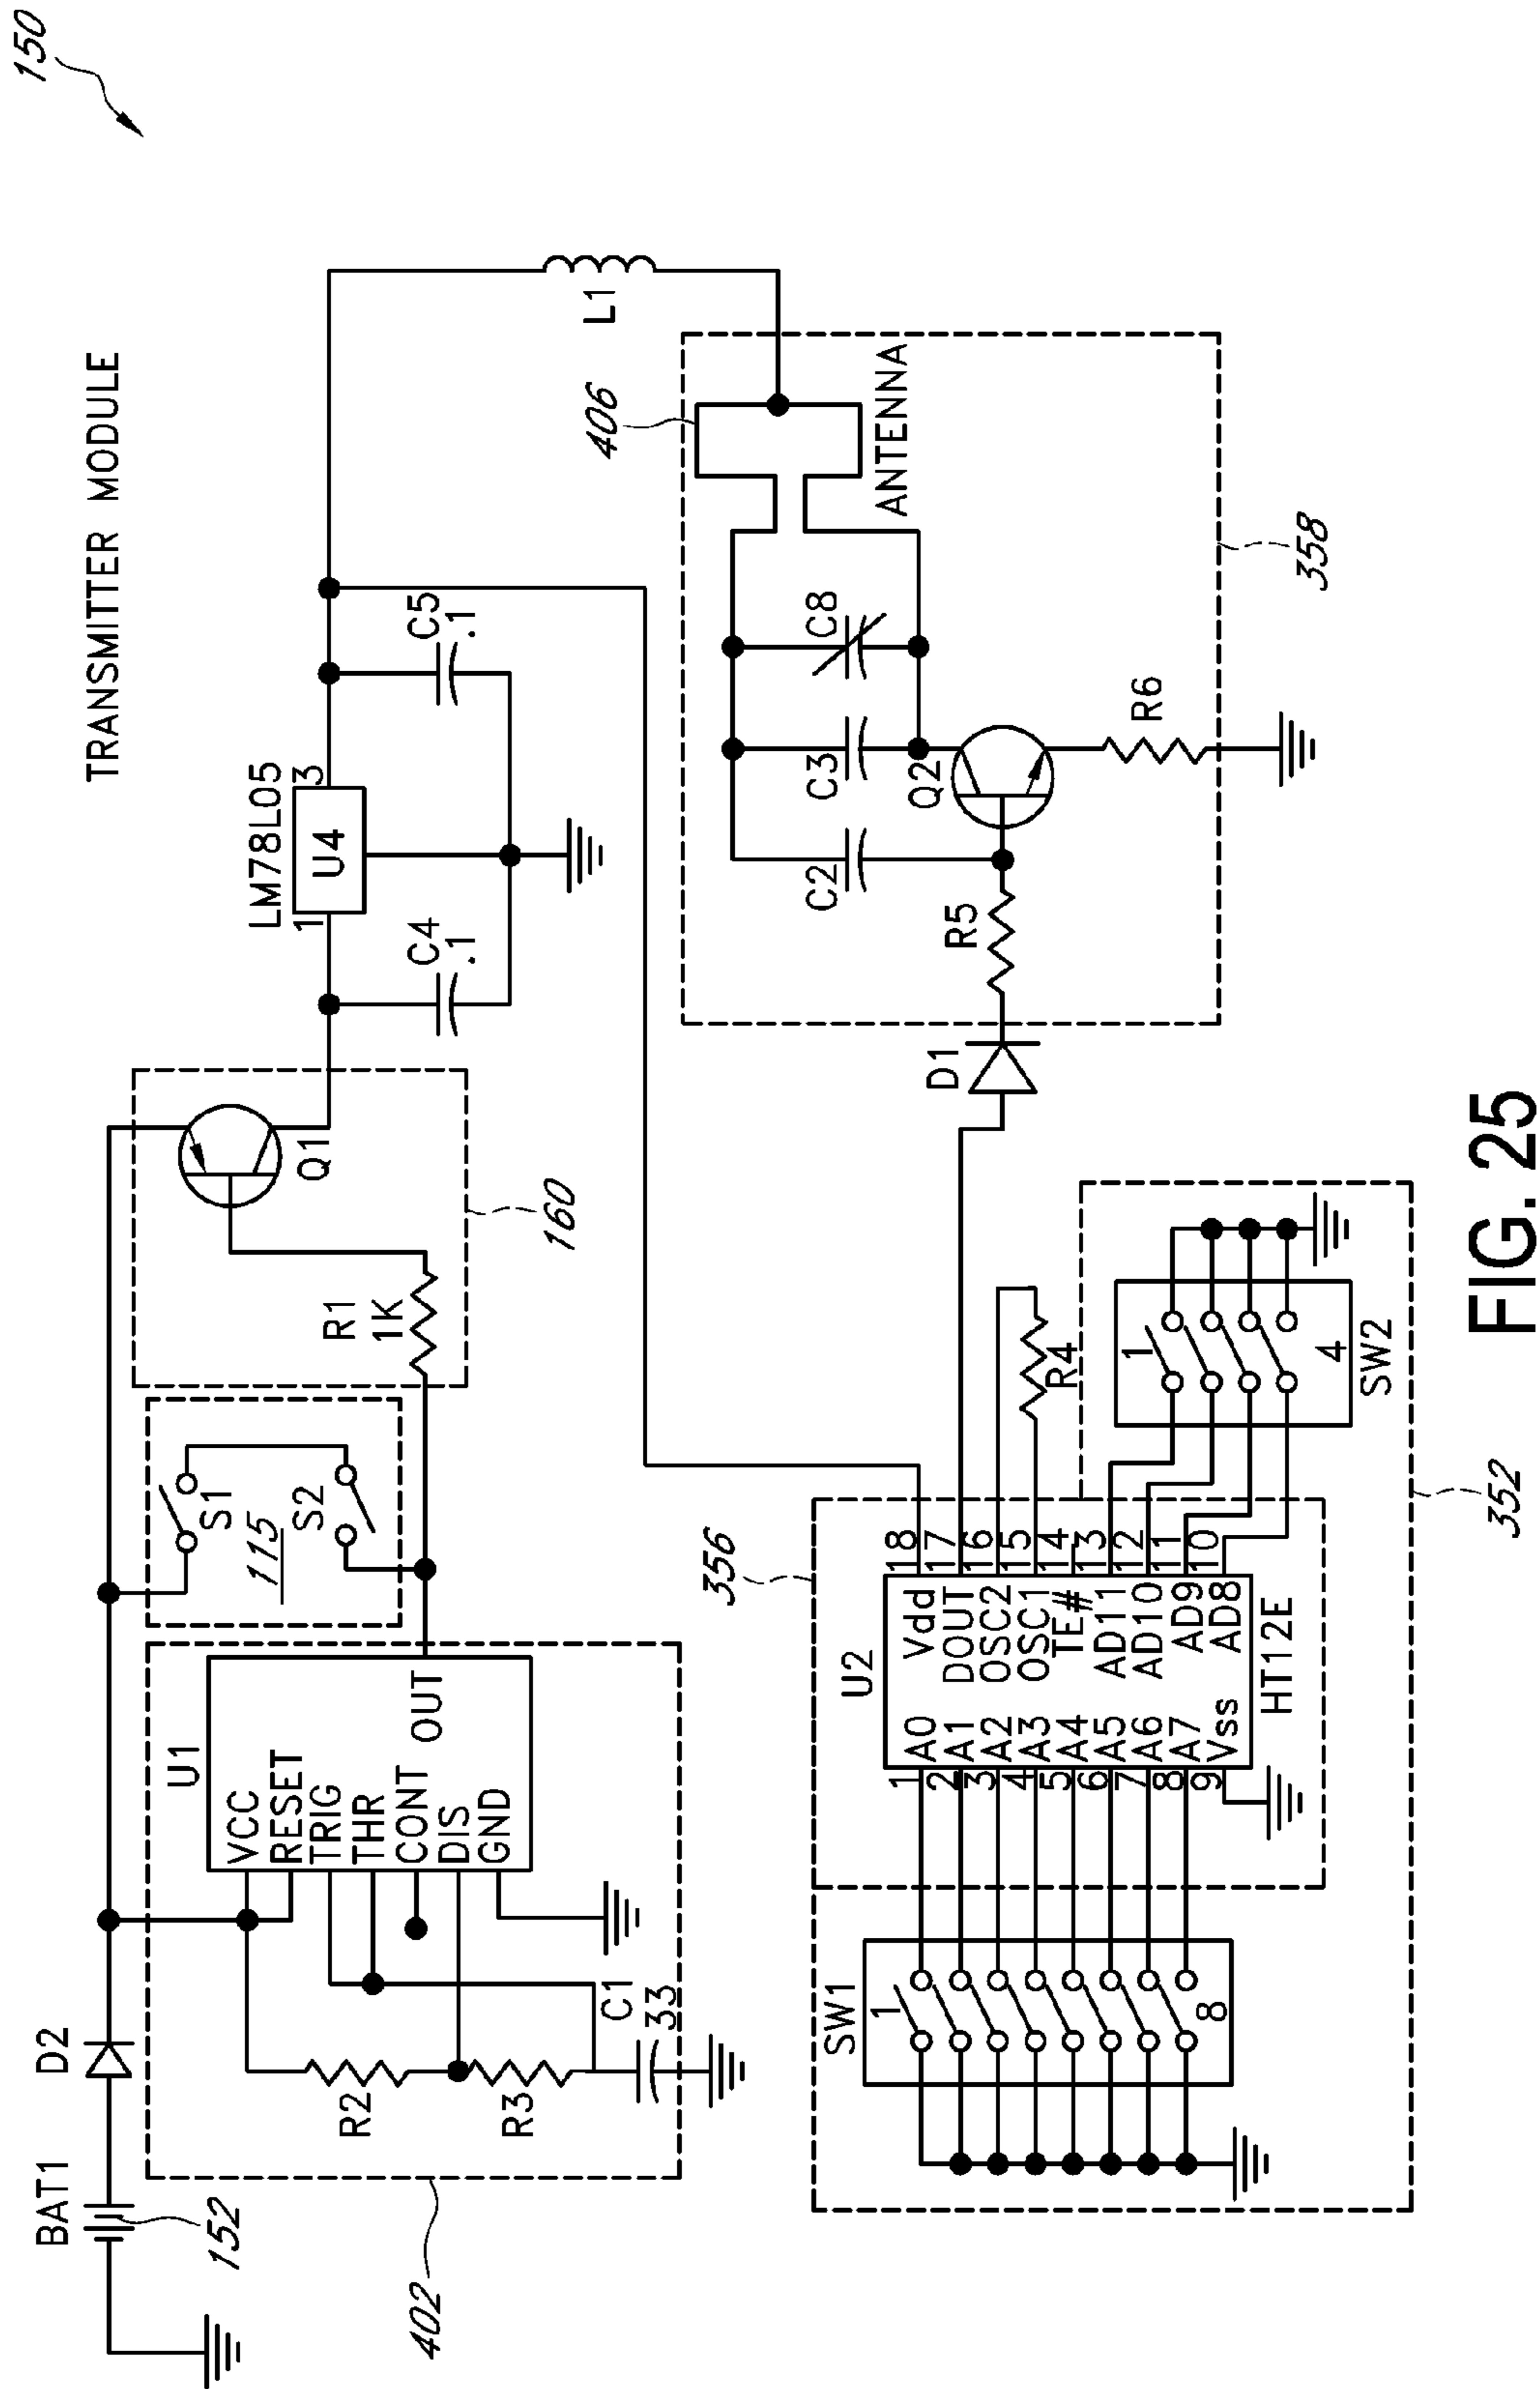 150
TRANSMITTER MODULE
BAT1
152
D2
402
U1
VCC
RESET
TRIG
THR
CONT
DIS
GND
OUT
R2
R3
C1
33
S1
115
S2
R1
1K
Q1
160
LM78L05
1
U4
3
C4
.1
C5
.1
L1
406
ANTENNA
C8
C3
C2
Q2
R5
R6
D1
358
356
U2
SW1
1
8
1 A0
2 A1
3 A2
4 A3
5 A4
6 A5
7 A6
8 A7
9 Vss
Vdd 18
DOUT 17
OSC2 16
OSC1 15
TE# 14
AD11 13
AD10 12
AD9 11
AD8 10
HT12E
R4
1
4
SW2
352
FIG. 25